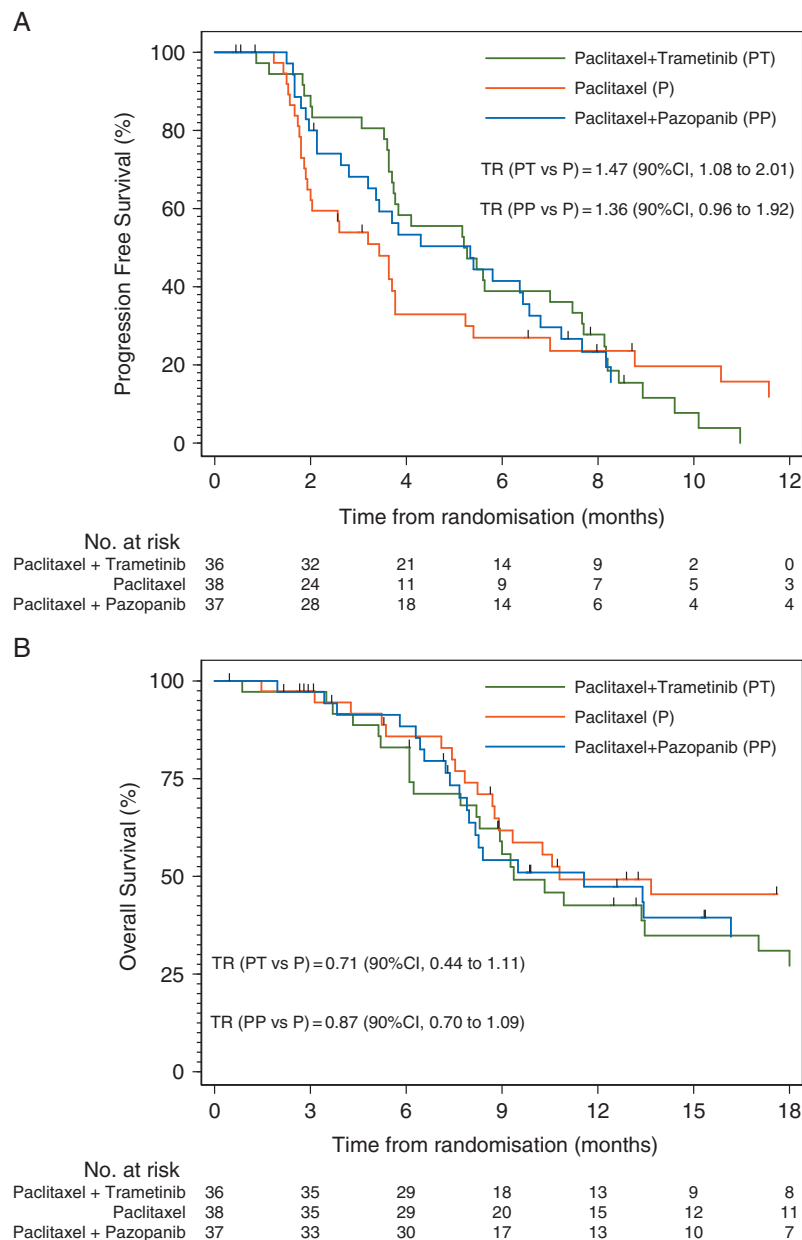 A
100
80
60
40
20
0
Progression Free Survival (%)
Paclitaxel+Trametinib (PT)
Paclitaxel (P)
Paclitaxel+Pazopanib (PP)
TR (PT vs P) = 1.47 (90%CI, 1.08 to 2.01)
TR (PP vs P) = 1.36 (90%CI, 0.96 to 1.92)
0 2 4 6 8 10 12
Time from randomisation (months)
No. at risk
Paclitaxel + Trametinib 36 32 21 14 9 2 0
Paclitaxel 38 24 11 9 7 5 3
Paclitaxel + Pazopanib 37 28 18 14 6 4 4
B
100
75
50
25
0
Overall Survival (%)
Paclitaxel+Trametinib (PT)
Paclitaxel (P)
Paclitaxel+Pazopanib (PP)
TR (PT vs P) = 0.71 (90%CI, 0.44 to 1.11)
TR (PP vs P) = 0.87 (90%CI, 0.70 to 1.09)
0 3 6 9 12 15 18
Time from randomisation (months)
No. at risk
Paclitaxel + Trametinib 36 35 29 18 13 9 8
Paclitaxel 38 35 29 20 15 12 11
Paclitaxel + Pazopanib 37 33 30 17 13 10 7